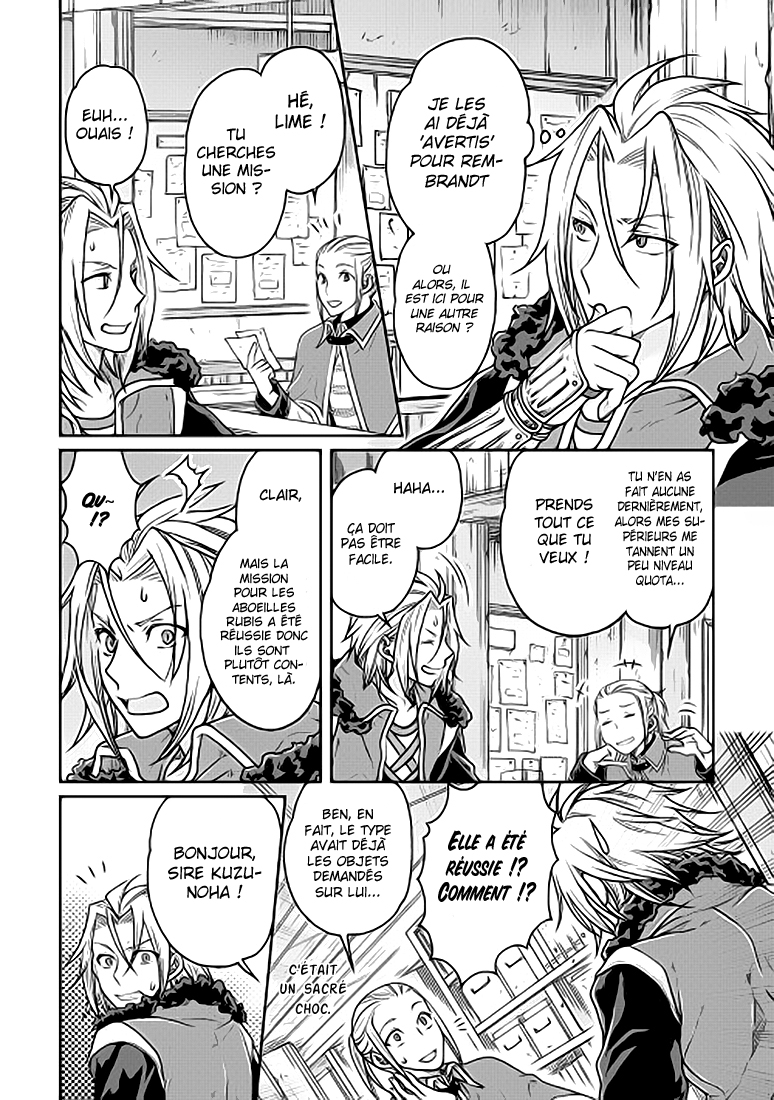 JE LES
AI DÉJÀ
'AVERTIS'
POUR REM-
BRANDT
OU
ALORS, IL
EST ICI POUR
UNE AUTRE
RAISON ?
HÉ,
LIME !
TU
CHERCHES
UNE MIS-
SION ?
EUH...
OUAIS !
TU N'EN AS
FAIT AUCUNE
DERNIÈREMENT,
ALORS MES SU-
PÉRIEURS ME
TANNENT UN
PEU NIVEAU
QUOTA...
PRENDS
TOUT CE
QUE TU
VEUX !
HAHA...
ÇA DOIT
PAS ÊTRE
FACILE.
CLAIR,
MAIS LA
MISSION
POUR LES
ABOEILLES
RUBIS A ÉTÉ
RÉUSSIE DONC
ILS SONT
PLUTÔT CON-
TENTS, LÀ.
QU~
!?
ELLE A ÉTÉ
RÉUSSIE !?
COMMENT !?
BEN, EN
FAIT, LE TYPE
AVAIT DÉJÀ
LES OBJETS
DEMANDÉS
SUR LUI...
C'ÉTAIT
UN SACRÉ
CHOC.
BONJOUR,
SIRE KUZU-
NOHA !